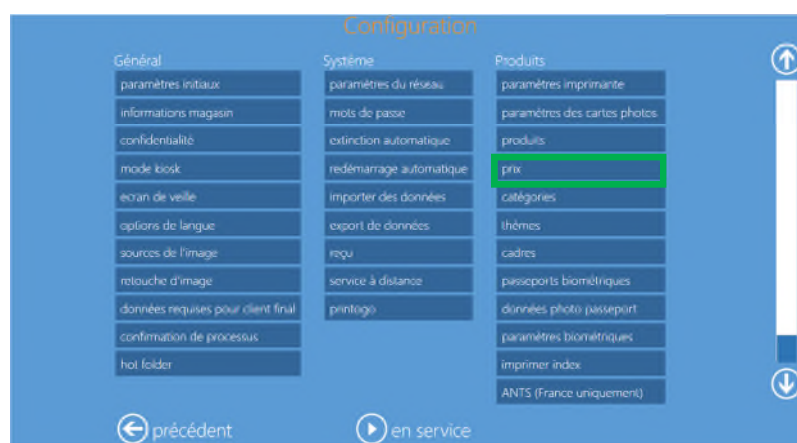 Configuration
Général
paramètres initiaux
informations magasin
confidentialité
mode kiosk
ecran de veille
options de langue
sources de l'image
retouche d'image
données requises pour client final
confirmation de processus
hot folder
Système
paramètres du réseau
mots de passe
extinction automatique
redémarrage automatique
importer des données
export de données
reçu
service à distance
printogo
Produits
paramètres imprimante
paramètres des cartes photos
produits
prix
catégories
thèmes
cadres
passeports biométriques
données photo passeport
paramètres biométriques
imprimer index
ANTS (France uniquement)
précédent
en service